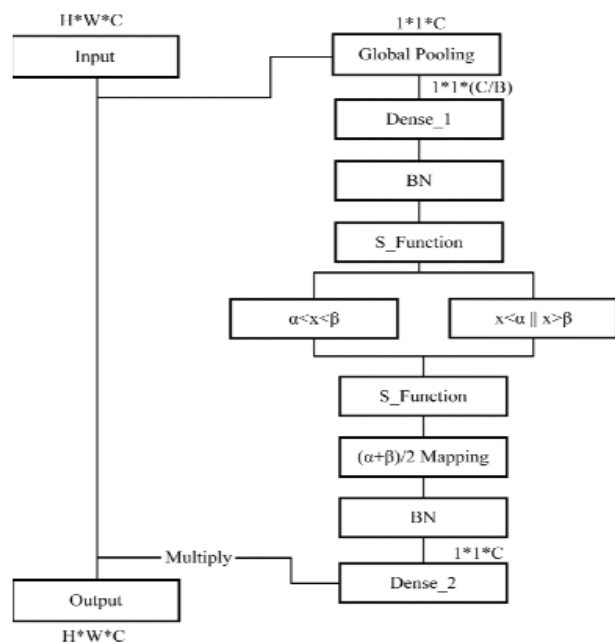 H*W*C
Input
1*1*C
Global Pooling
1*1*(C/B)
Dense_1
BN
S_Function
α<x<β
x<α || x>β
S_Function
(α+β)/2 Mapping
BN
1*1*C
Multiply
Dense_2
Output
H*W*C